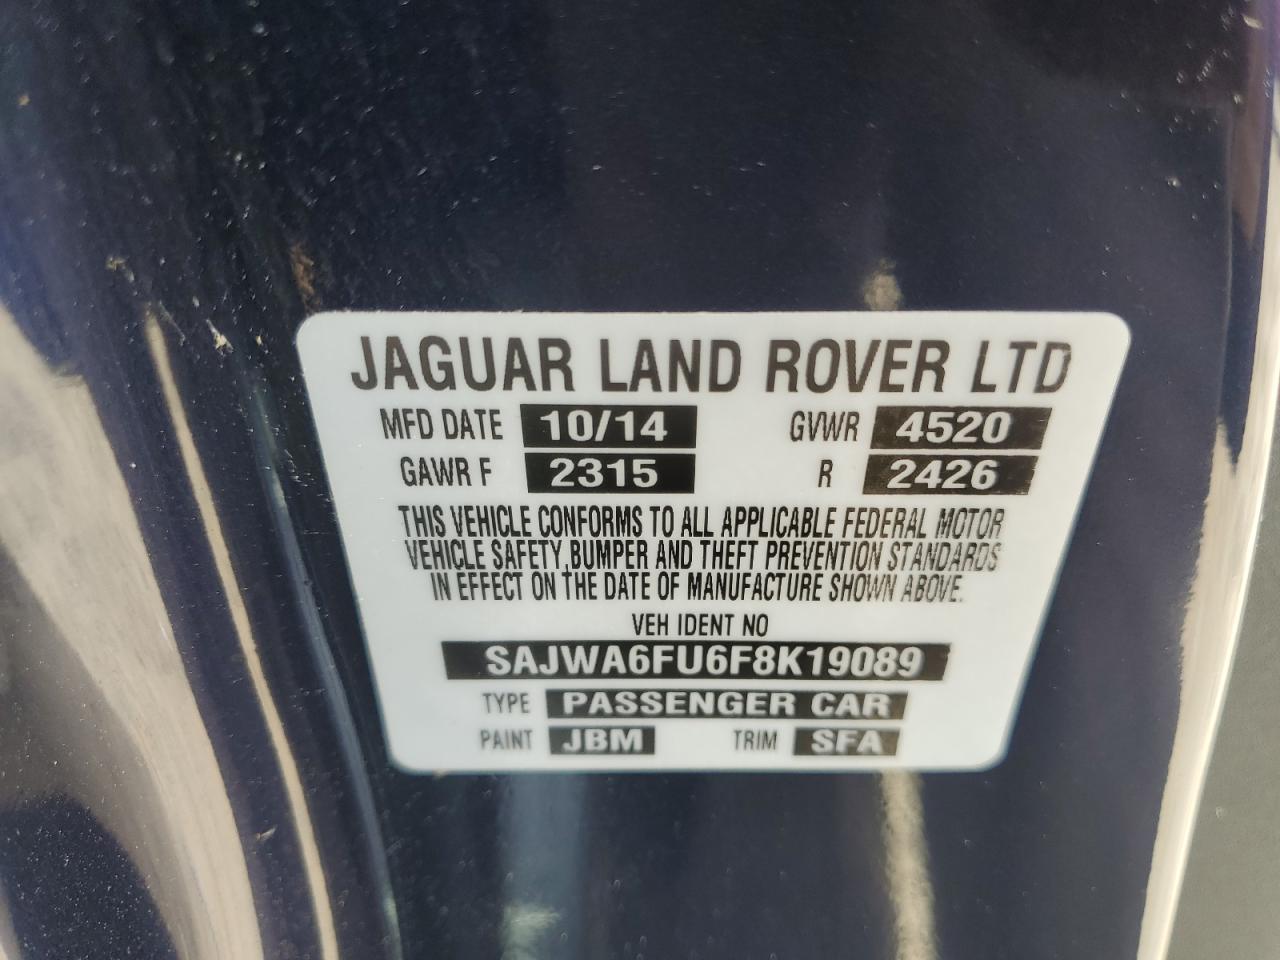 JAGUAR LAND ROVER LTD
MFD DATE 10/14 GVWR 4520
GAWR F 2315 R 2426
THIS VEHICLE CONFORMS TO ALL APPLICABLE FEDERAL MOTOR
VEHICLE SAFETY,BUMPER AND THEFT PREVENTION STANDARDS
IN EFFECT ON THE DATE OF MANUFACTURE SHOWN ABOVE.
VEH IDENT NO
SAJWA6FU6F8K19089
TYPE PASSENGER CAR
PAINT JBM TRIM SFA